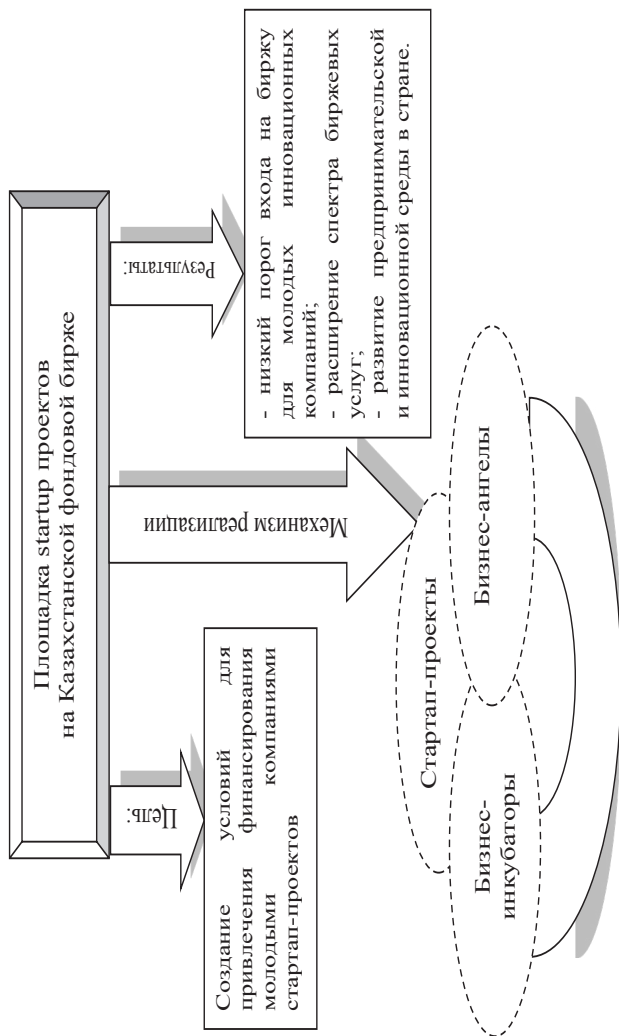 Площадка startup проектов
на Казахстанской фондовой бирже
Цель:
Механизм реализации
Результаты:
Создание условий для
привлечения финансирования
молодыми компаниями
стартап-проектов
- низкий порог входа на биржу
для молодых инновационных
компаний;
- расширение спектра биржевых
услуг;
- развитие предпринимательской
и инновационной среды в стране.
Стартап-проекты
Бизнес-
инкубаторы
Бизнес-ангелы